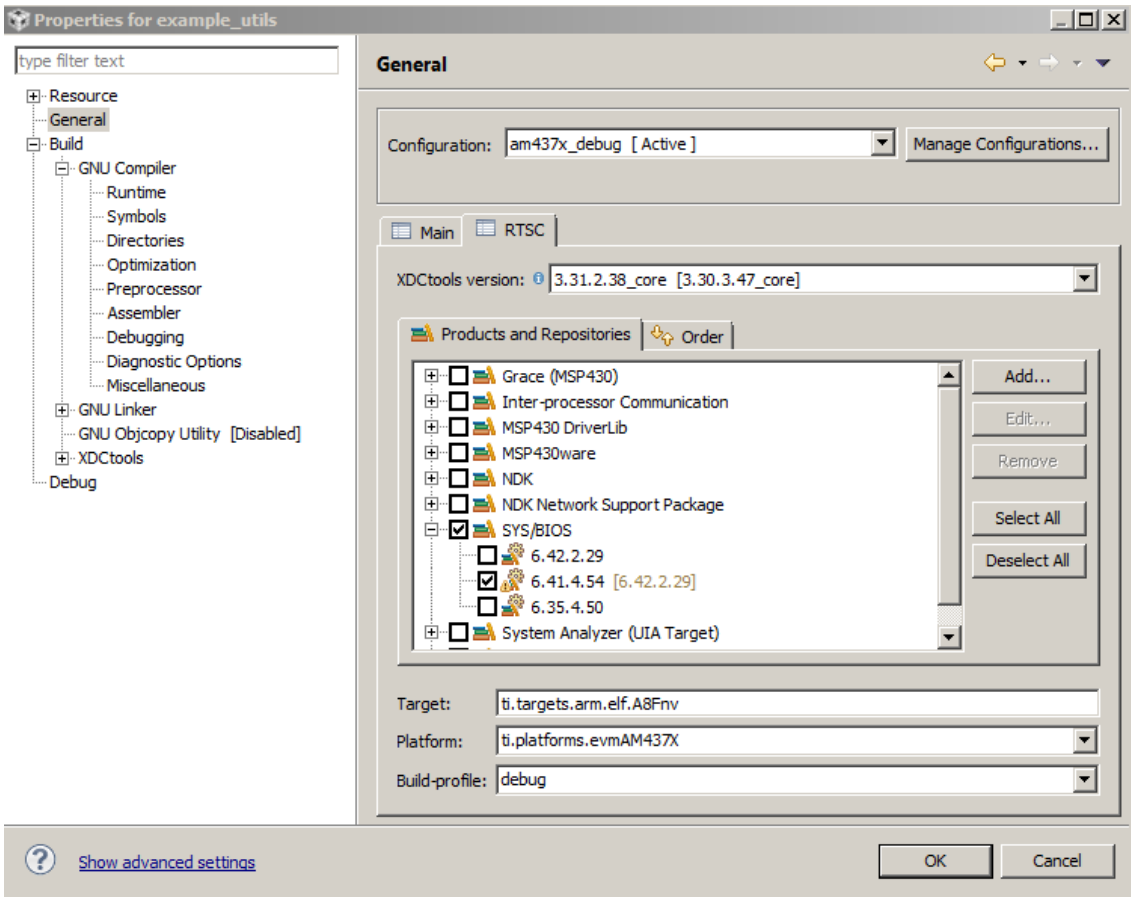 Properties for example_utils
type filter text
Resource
General
Build
GNU Compiler
Runtime
Symbols
Directories
Optimization
Preprocessor
Assembler
Debugging
Diagnostic Options
Miscellaneous
GNU Linker
GNU Objcopy Utility [Disabled]
XDCtools
Debug
General
Configuration: am437x_debug [ Active ] Manage Configurations...
Main RTSC
XDCtools version: 3.31.2.38_core [3.30.3.47_core]
Products and Repositories Order
Grace (MSP430)
Inter-processor Communication
MSP430 DriverLib
MSP430ware
NDK
NDK Network Support Package
SYS/BIOS
6.42.2.29
6.41.4.54 [6.42.2.29]
6.35.4.50
System Analyzer (UIA Target)
Add...
Edit...
Remove
Select All
Deselect All
Target: ti.targets.arm.elf.A8Fnv
Platform: ti.platforms.evmAM437X
Build-profile: debug
? Show advanced settings OK Cancel